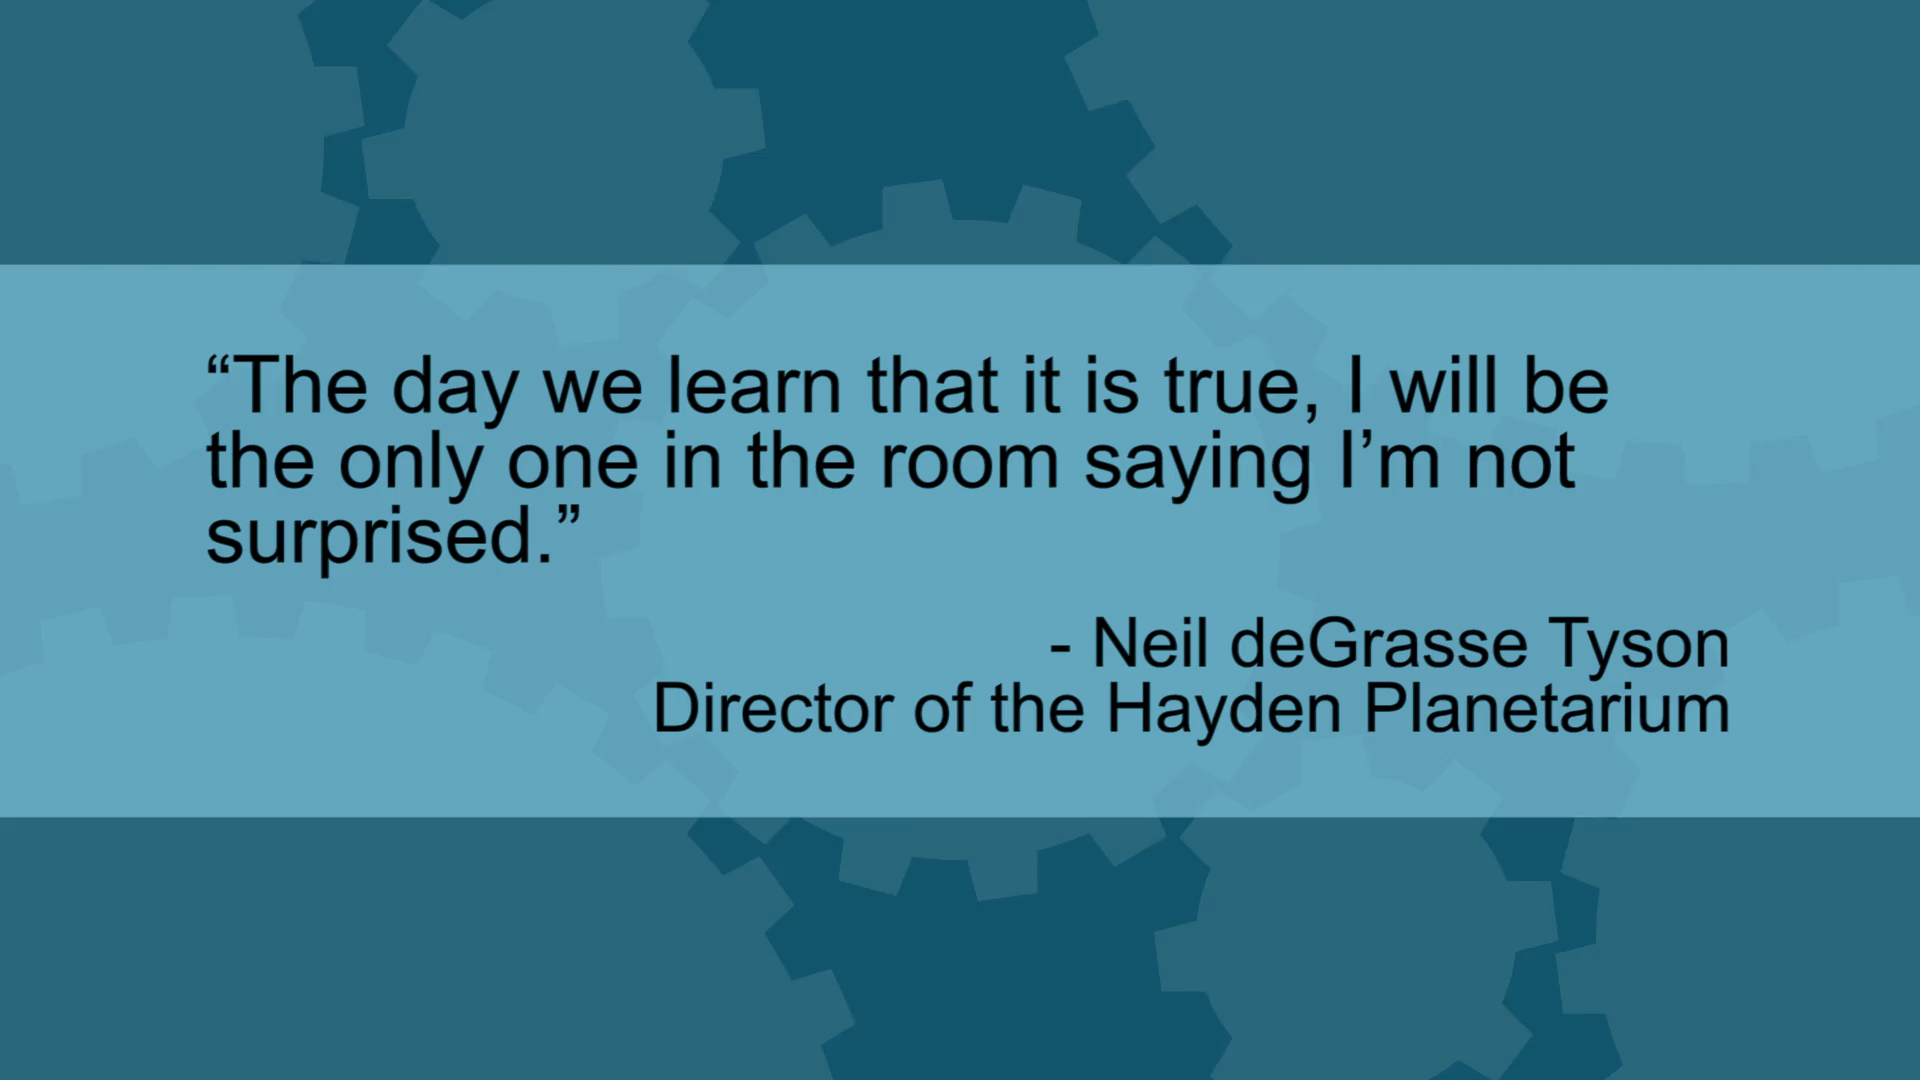 “The day we learn that it is true, I will be
the only one in the room saying I’m not
surprised.”
- Neil deGrasse Tyson
Director of the Hayden Planetarium